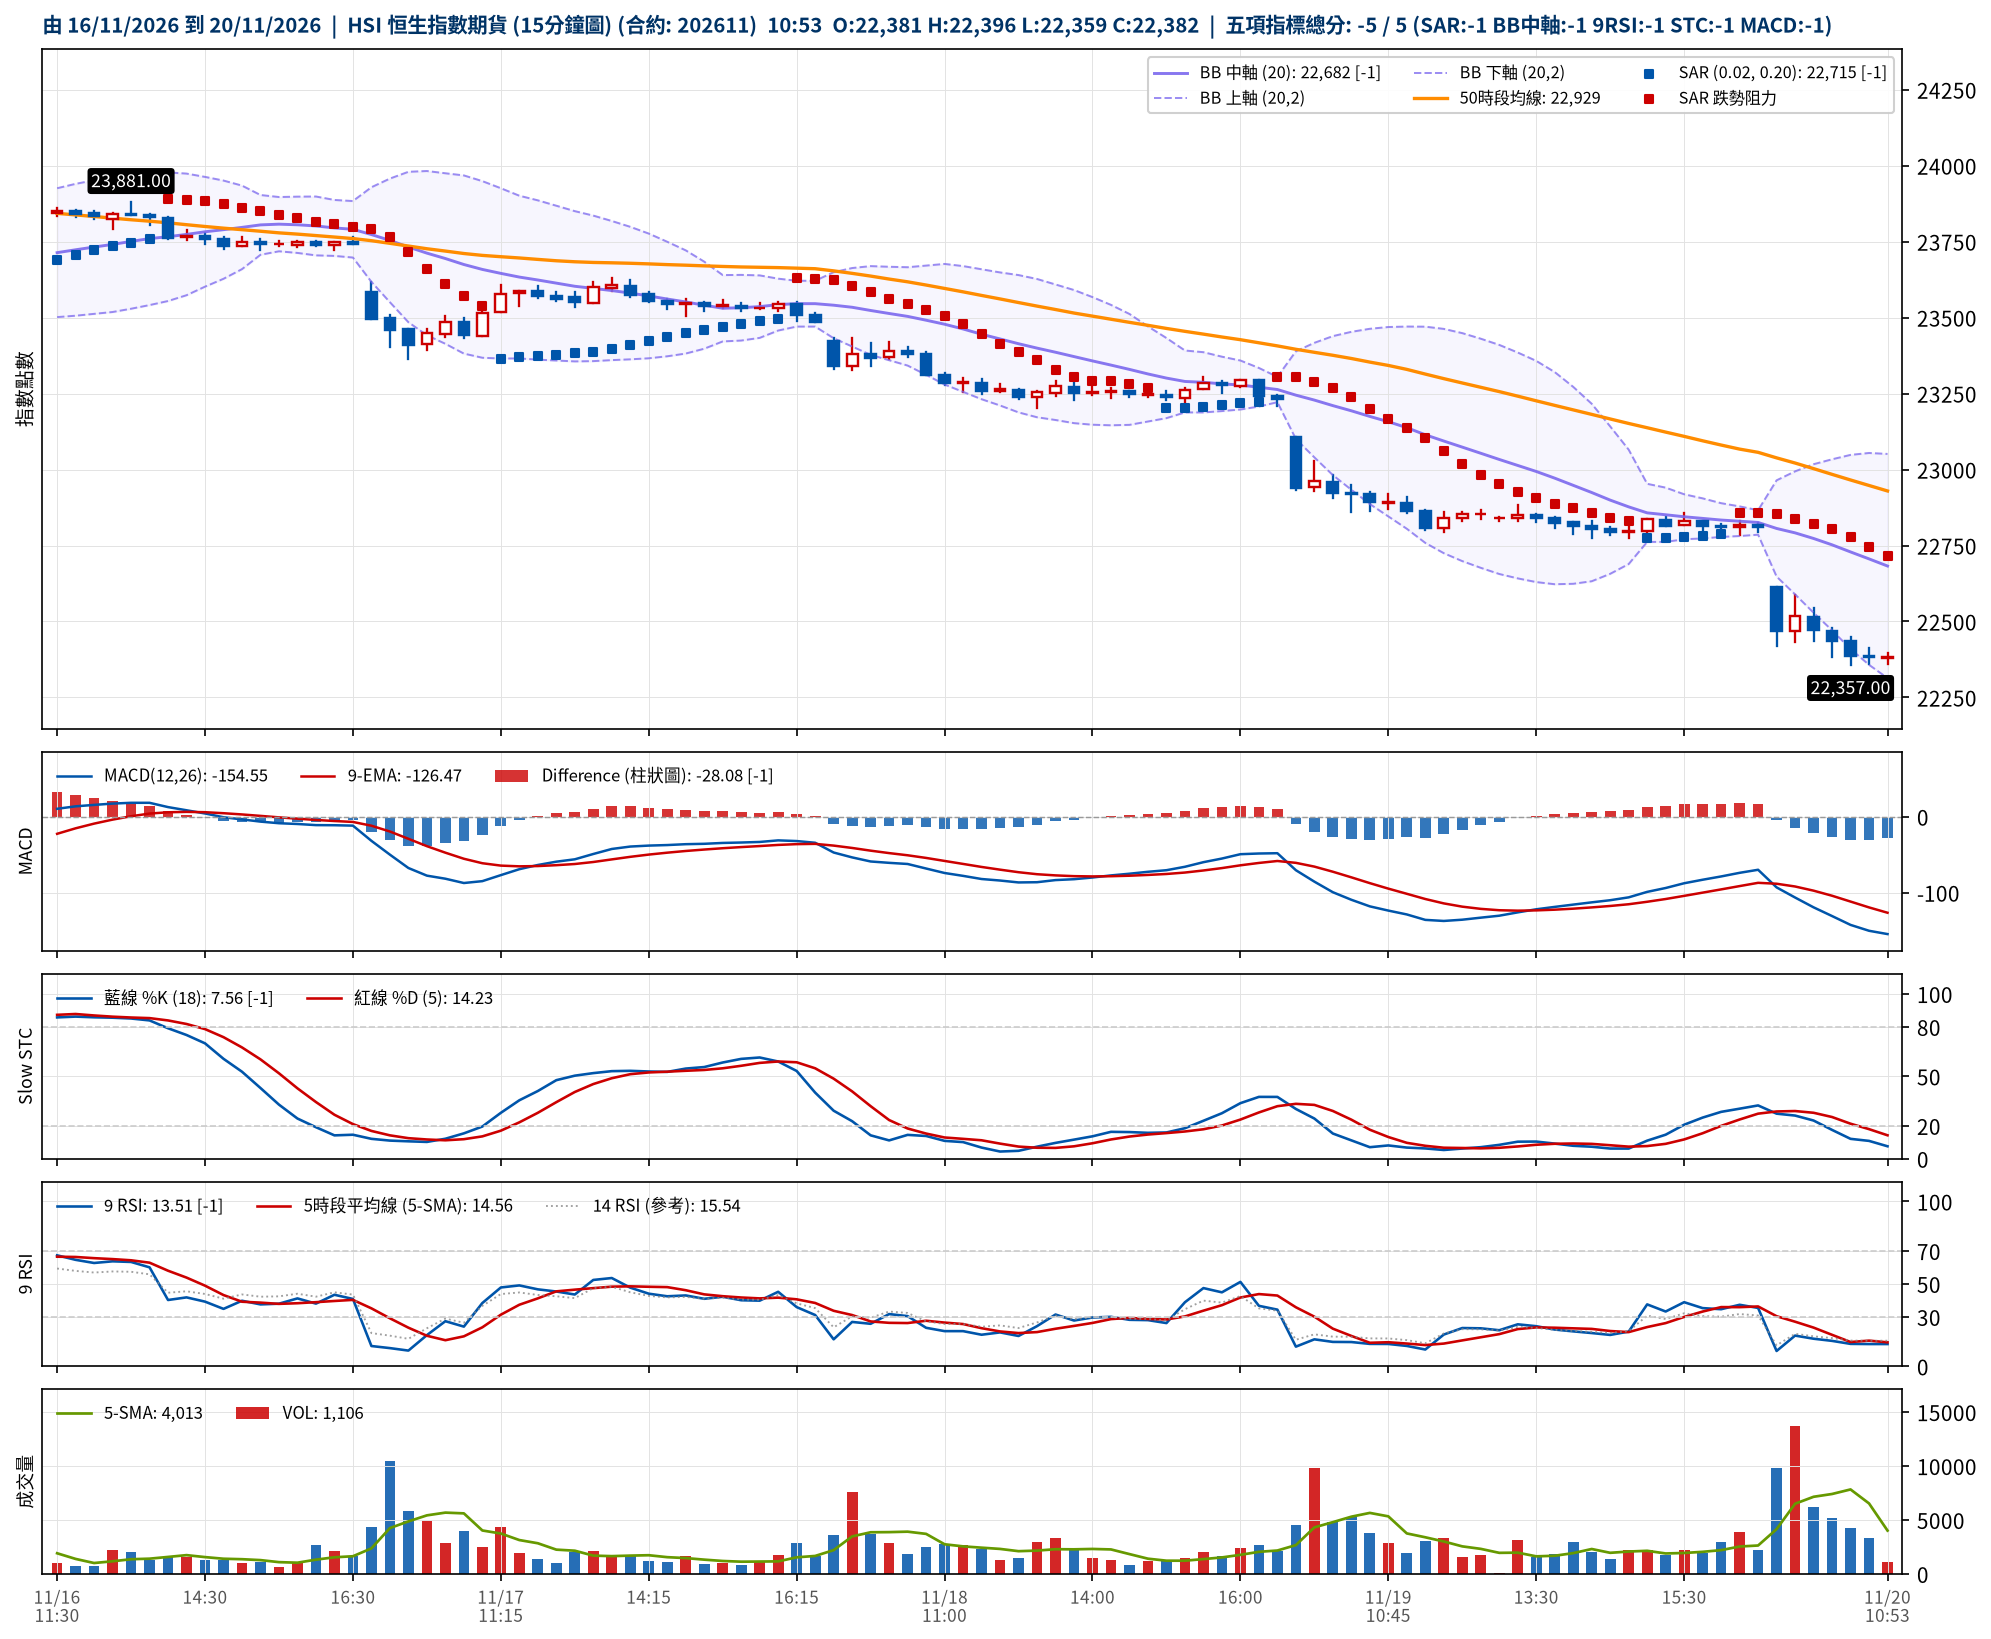 由 16/11/2026 到 20/11/2026 | HSI 恒生指數期貨 (15分鐘圖) (合約: 202611) 10:53 O:22,381 H:22,396 L:22,359 C:22,382 | 五項指標總分: -5 / 5 (SAR:-1 BB中軸:-1 9RSI:-1 STC:-1 MACD:-1)
BB 中軸 (20): 22,682 [-1]
BB 下軸 (20,2)
SAR (0.02, 0.20): 22,715 [-1]
BB 上軸 (20,2)
50時段均線: 22,929
SAR 跌勢阻力
24250
24000
23750
23500
23250
23000
22750
22500
22250
指數點數
23,881.00
22,357.00
MACD(12,26): -154.55
9-EMA: -126.47
Difference (柱狀圖): -28.08 [-1]
0
-100
MACD
藍線 %K (18): 7.56 [-1]
紅線 %D (5): 14.23
100
80
50
20
0
Slow STC
9 RSI: 13.51 [-1]
5時段平均線 (5-SMA): 14.56
14 RSI (參考): 15.54
100
70
50
30
0
9 RSI
5-SMA: 4,013
VOL: 1,106
15000
10000
5000
0
成交量
11/16
11:30
14:30
16:30
11/17
11:15
14:15
16:15
11/18
11:00
14:00
16:00
11/19
10:45
13:30
15:30
11/20
10:53